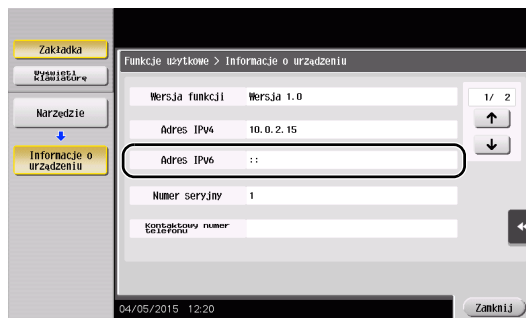 Zakładka
Wyświetl
klawiaturę
Narzędzie
Informacje o
urządzeniu
Funkcje użytkowe > Informacje o urządzeniu
Wersja funkcji Wersja 1.0
1/ 2
Adres IPv4 10.0.2.15
Adres IPv6 ::
Numer seryjny 1
Kontaktowy numer
telefonu
04/05/2015 12:20
Zamknij